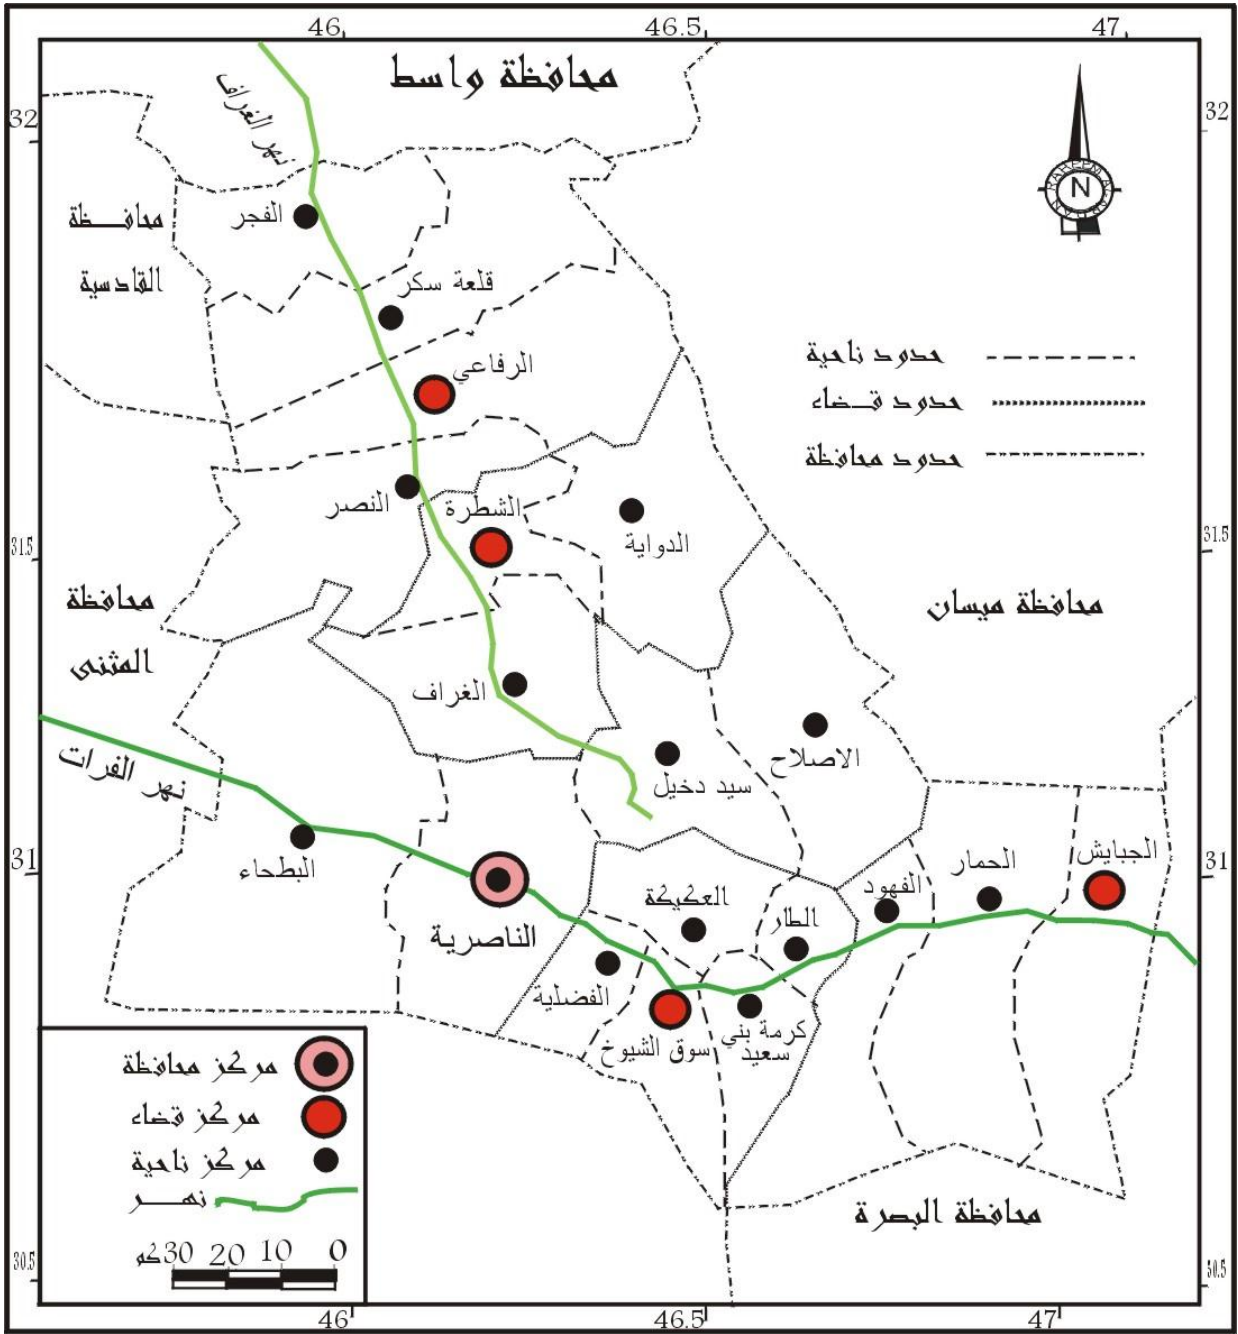 46 46.5 47
محافظة واسط
نهر الغراف
32 32
N
محافـــظة
القادسية
الفجر
قلعة سكر
حدود ناحية
الرفاعي
حدود قـــضاء
حدود محافظة
النصر
الشطرة
الدواية
31.5 31.5
محافظة
المثنى
محافظة ميسان
الغراف
نهر الفرات
سيد دخيل
الاصلاح
31 31
البطحاء
الناصرية
العكيكة
الطار
الفهود
الحمار
الجبايش
الفضلية
سوق الشيوخ
كرمة بني
سعيد
مركز محافظة
مركز قضاء
مركز ناحية
نهـــر
محافظة البصرة
30.5 30.5
كم 30 20 10 0
46 46.5 47